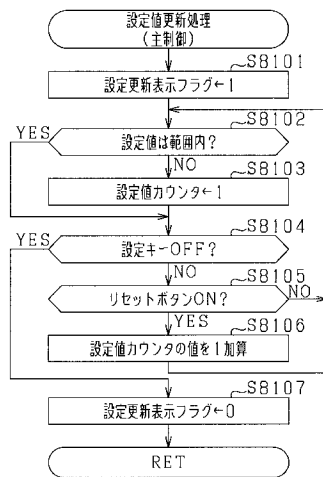 設定値更新処理
(主制御)
S8101
設定更新表示フラグ←1
S8102
YES
設定値は範囲内?
NO
S8103
設定値カウンタ←1
S8104
YES
設定キーOFF?
NO
S8105
リセットボタンON?
NO
YES
S8106
設定値カウンタの値を1加算
S8107
設定更新表示フラグ←0
RET